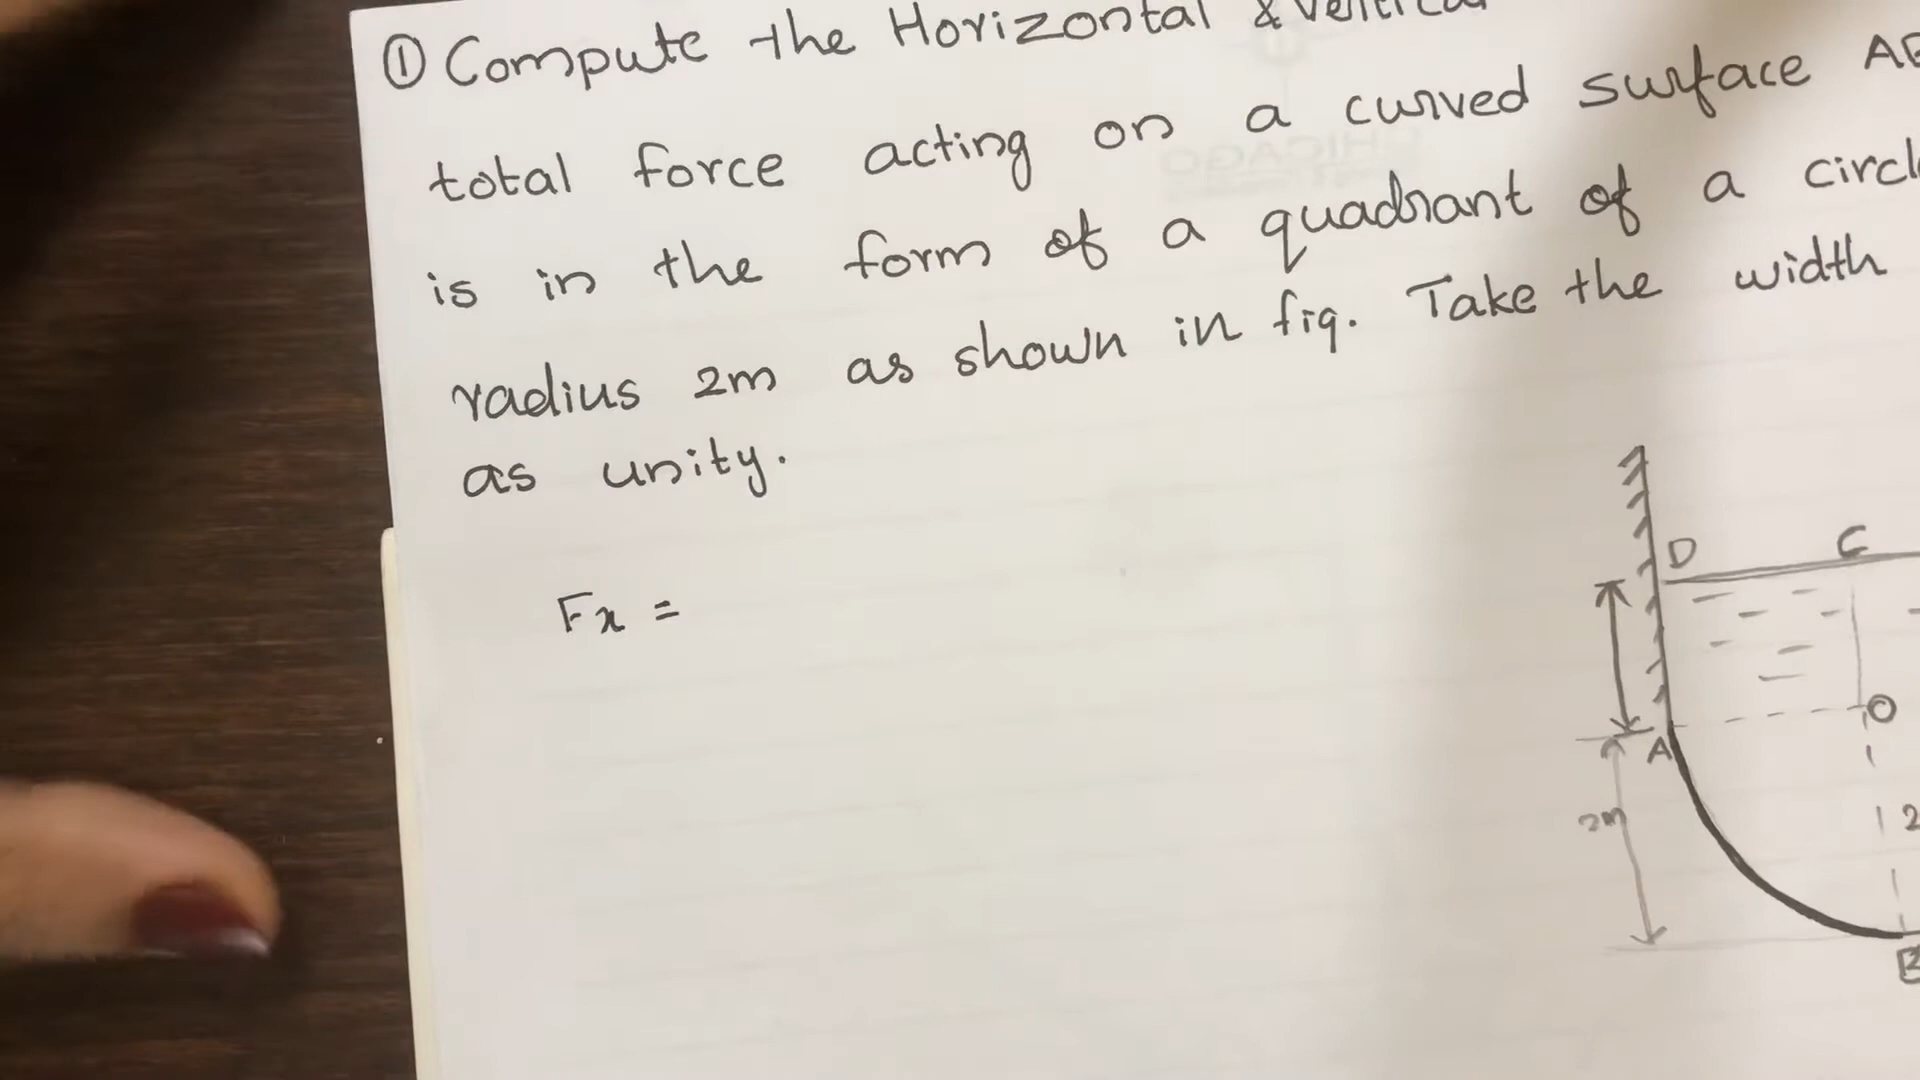 ① Compute the Horizontal &
total force acting on a curved surface
is in the form of a quadrant of a
radius 2m as shown in fig. Take the width
as unity.
Fx =
D C
O
A
2m
2
B